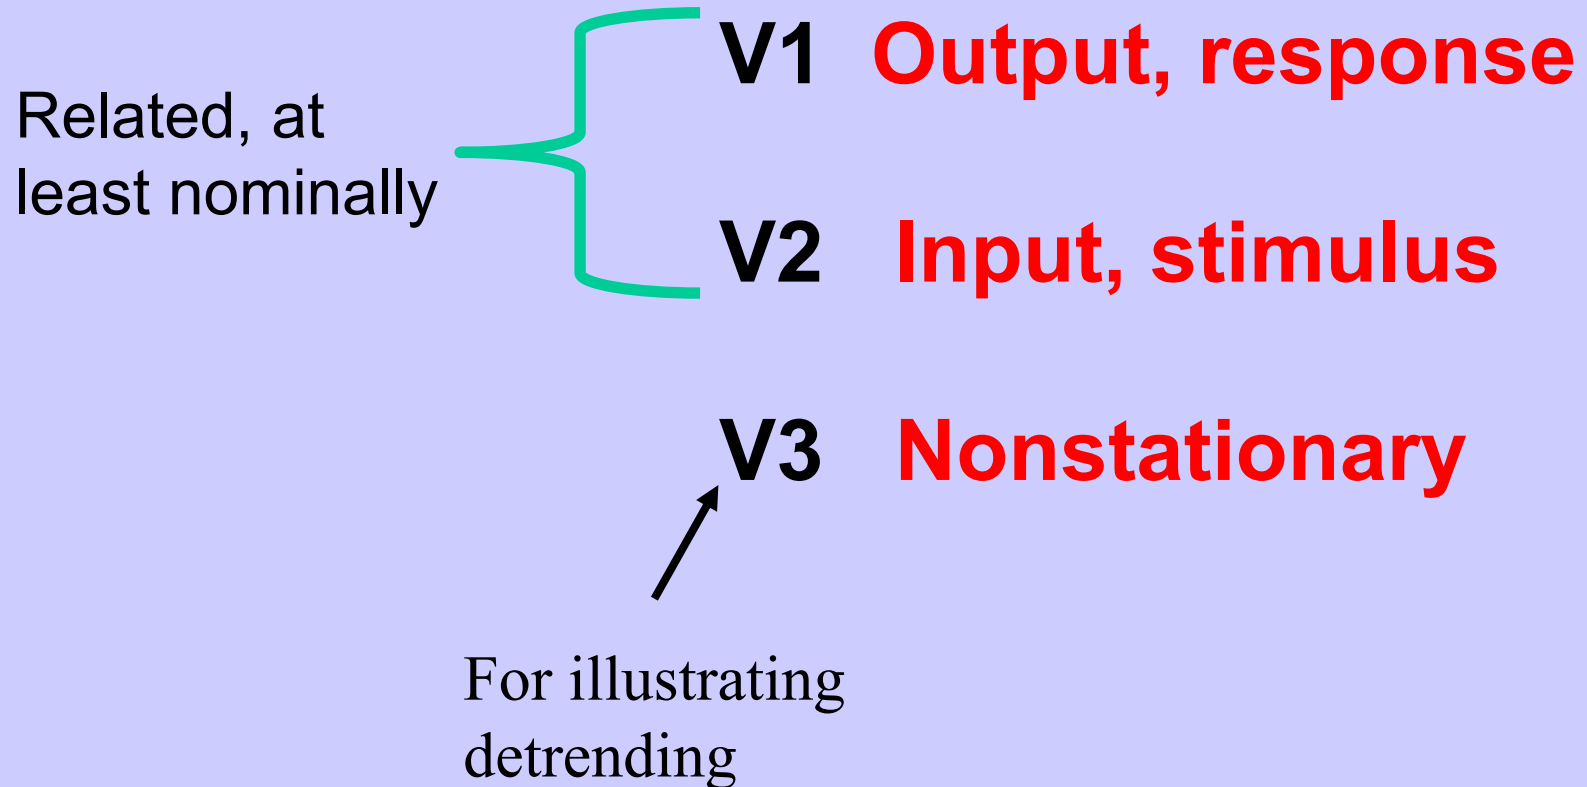 V1 Output, response
Related, at
least nominally
V2 Input, stimulus
V3 Nonstationary
For illustrating
detrending